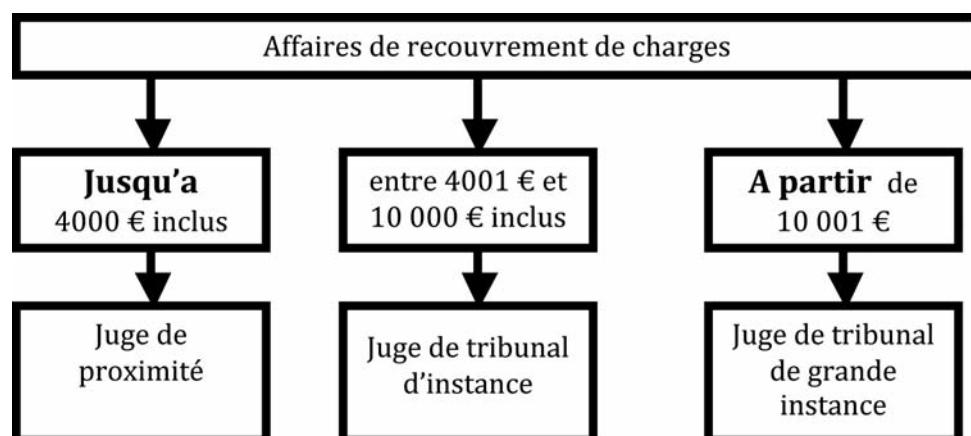 Affaires de recouvrement de charges
Jusqu’a
4000 € inclus
entre 4001 € et
10 000 € inclus
A partir de
10 001 €
Juge de
proximité
Juge de tribunal
d’instance
Juge de tribunal
de grande
instance